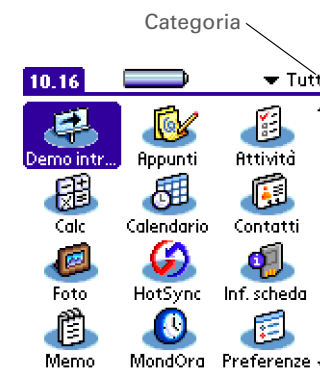 Categoria
10.16 Tutt
Demo intr... Appunti Attività
Calc Calendario Contatti
Foto HotSync Inf. scheda
Memo MondOra Preferenze